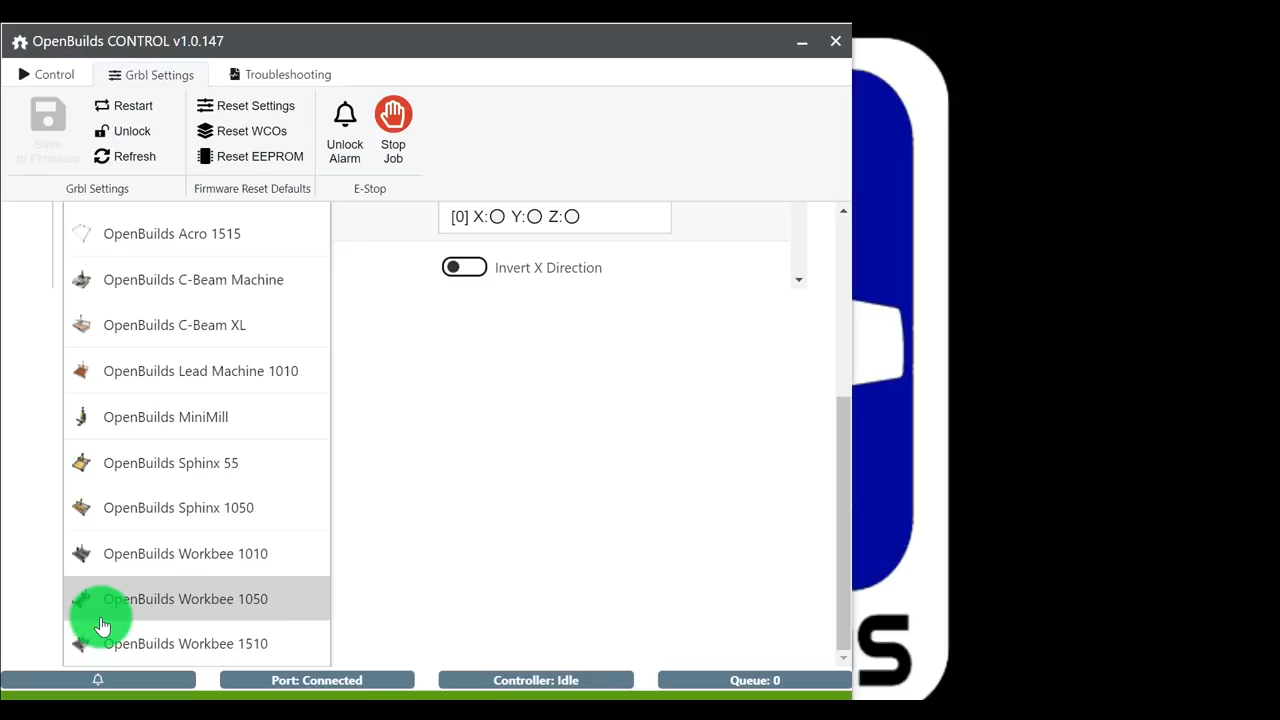 OpenBuilds CONTROL v1.0.147
Control
Grbl Settings
Troubleshooting
Save
to Firmware
Restart
Unlock
Refresh
Grbl Settings
Reset Settings
Reset WCOs
Reset EEPROM
Firmware Reset Defaults
Unlock
Alarm
Stop
Job
E-Stop
OpenBuilds Acro 1515
OpenBuilds C-Beam Machine
OpenBuilds C-Beam XL
OpenBuilds Lead Machine 1010
OpenBuilds MiniMill
OpenBuilds Sphinx 55
OpenBuilds Sphinx 1050
OpenBuilds Workbee 1010
OpenBuilds Workbee 1050
OpenBuilds Workbee 1510
[0] X: Y: Z:
Invert X Direction
Port: Connected
Controller: Idle
Queue: 0
S